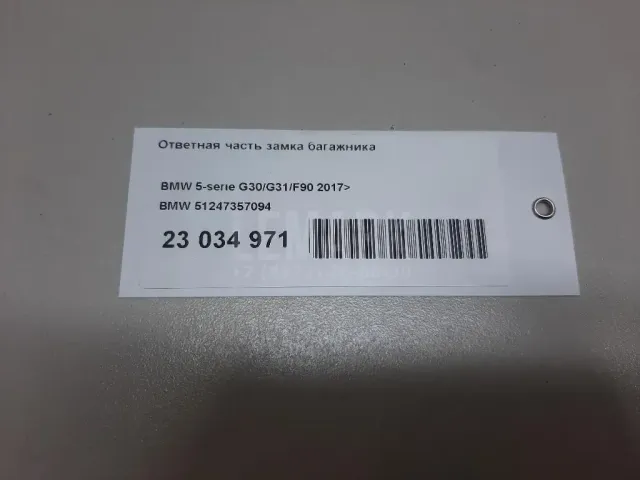 Ответная часть замка багажника
BMW 5-serie G30/G31/F90 2017>
BMW 51247357094
23 034 971